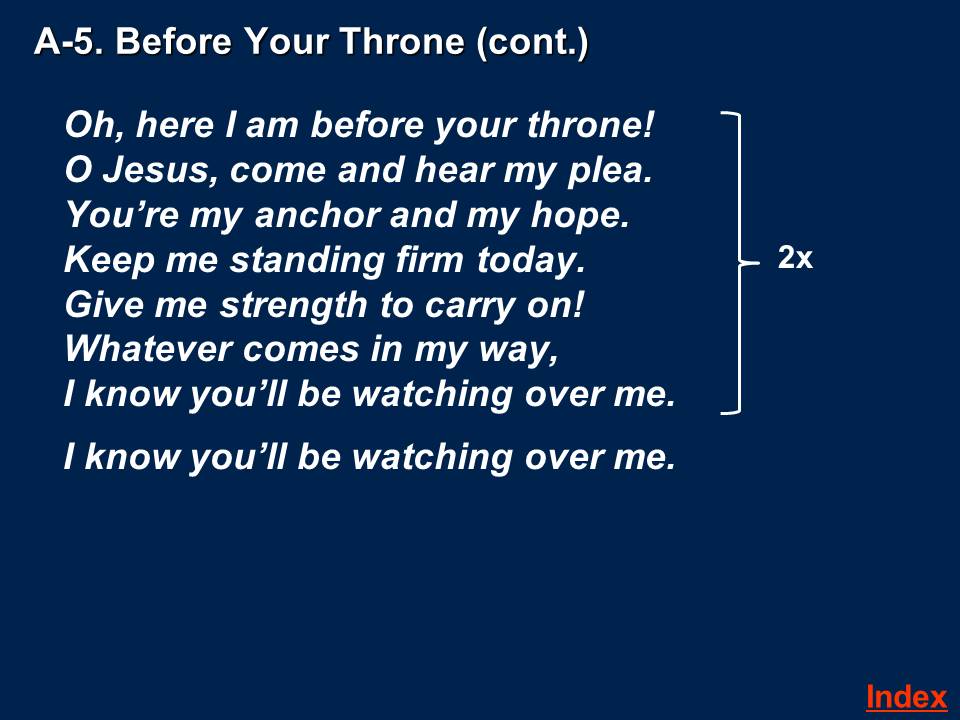 A-5. Before Your Throne (cont.)
Oh, here I am before your throne!
O Jesus, come and hear my plea.
You’re my anchor and my hope.
Keep me standing firm today.
Give me strength to carry on!
Whatever comes in my way,
I know you’ll be watching over me.
2x
I know you’ll be watching over me.
Index